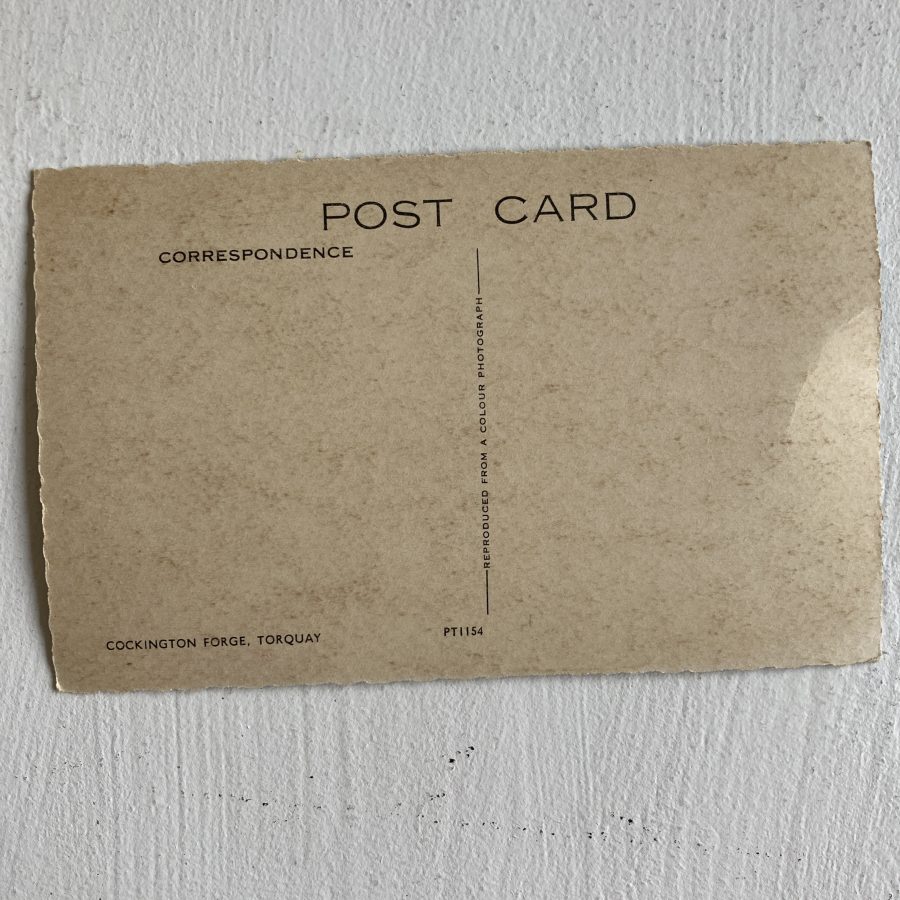 POST CARD
CORRESPONDENCE
REPRODUCED FROM A COLOUR PHOTOGRAPH
COCKINGTON FORGE, TORQUAY
PT1154